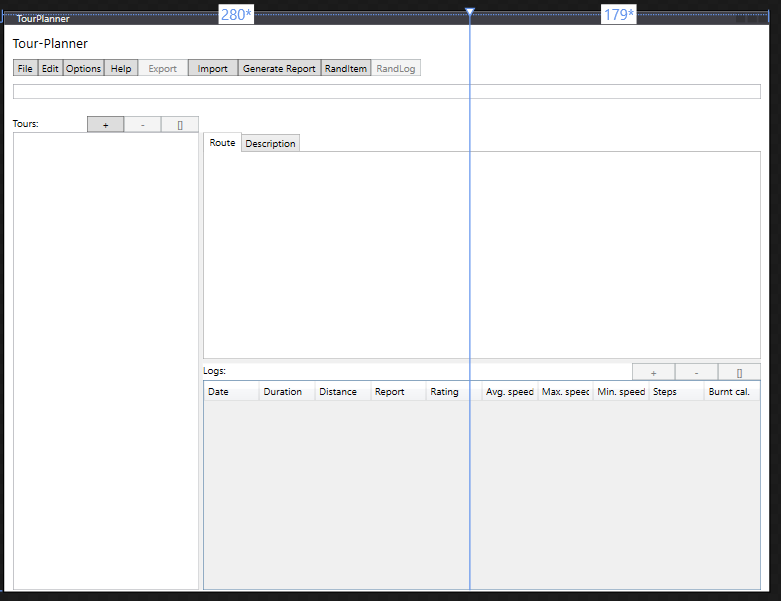 TourPlanner 280* 179*
Tour-Planner
File Edit Options Help Export Import Generate Report RandItem RandLog
Tours: + - []
Route Description
Logs: + - []
Date Duration Distance Report Rating Avg. speed Max. speec Min. speed Steps Burnt cal.